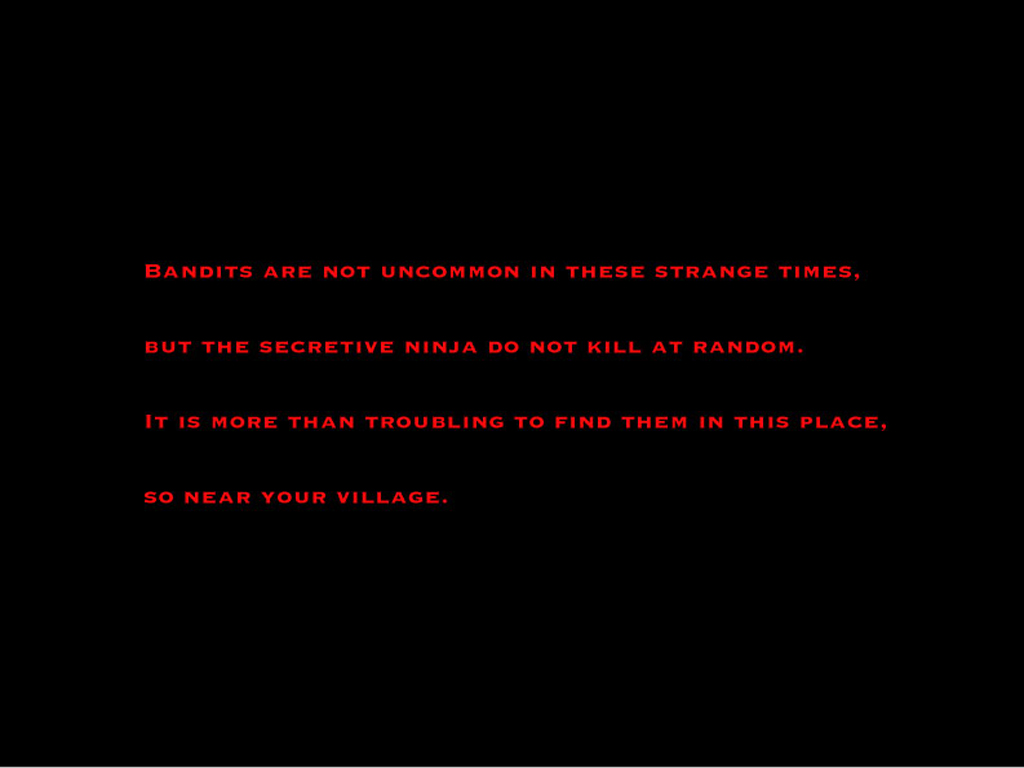 Bandits are not uncommon in these strange times,
but the secretive ninja do not kill at random.
It is more than troubling to find them in this place,
so near your village.